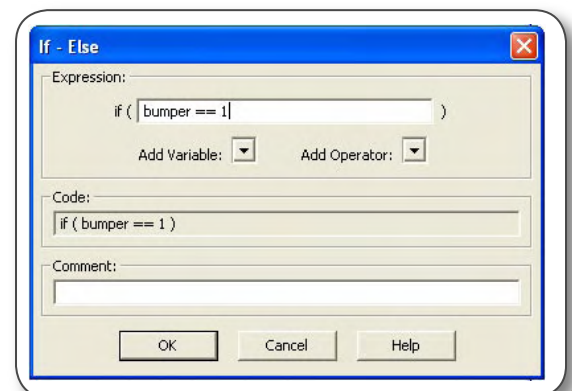 If - Else
Expression:
if ( bumper == 1 )
Add Variable: Add Operator:
Code:
if ( bumper == 1 )
Comment:
OK Cancel Help